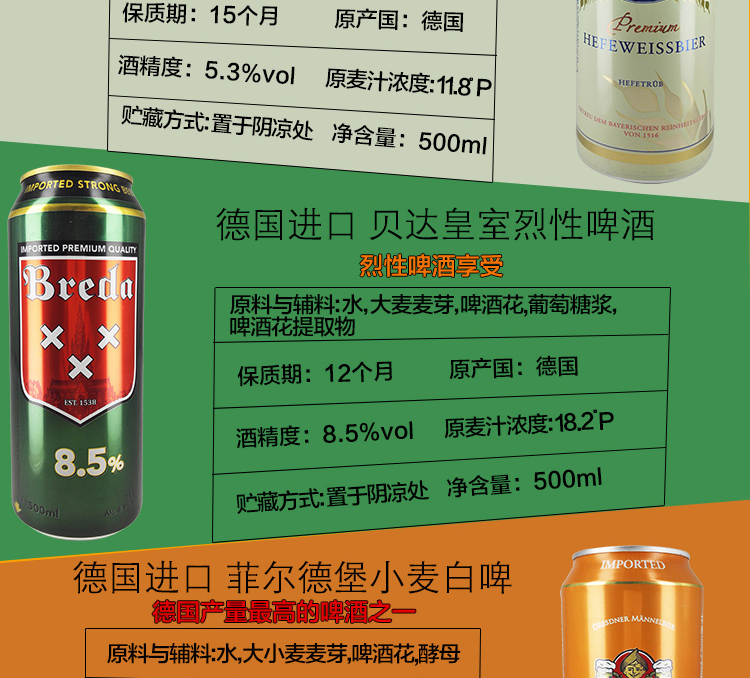 保质期：15个月 原产国：德国
酒精度：5.3%vol 原麦汁浓度:11.8°P
贮藏方式:置于阴凉处 净含量：500ml
Premium
HEFEWEISSBIER
HEFETRÜB
DEM BAYERISCHEN REINHEITS
VON 1516
IMPORTED STRONG BE
IMPORTED PREMIUM QUALITY
Breda
EST. 1538
8.5%
500ml
德国进口 贝达皇室烈性啤酒
烈性啤酒享受
原料与辅料:水,大麦麦芽,啤酒花,葡萄糖浆,
啤酒花提取物
保质期：12个月 原产国：德国
酒精度：8.5%vol 原麦汁浓度:18.2°P
贮藏方式:置于阴凉处 净含量：500ml
德国进口 菲尔德堡小麦白啤
德国产量最高的啤酒之一
原料与辅料:水,大小麦麦芽,啤酒花,酵母
IMPORTED
DRESDNER MÄNNELEIN